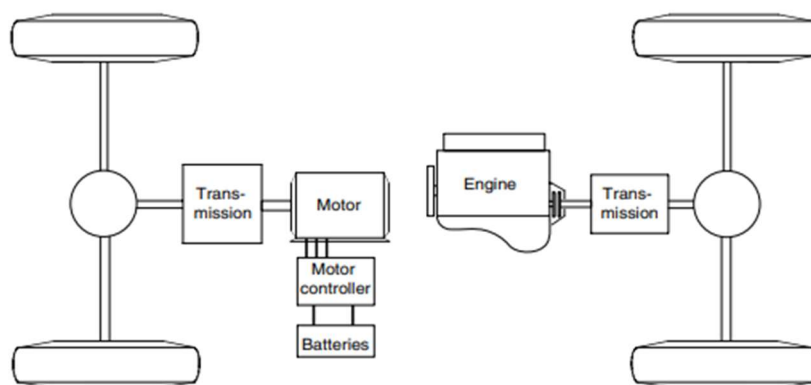 Trans-
mission
Motor
Engine
Trans-
mission
Motor
controller
Batteries